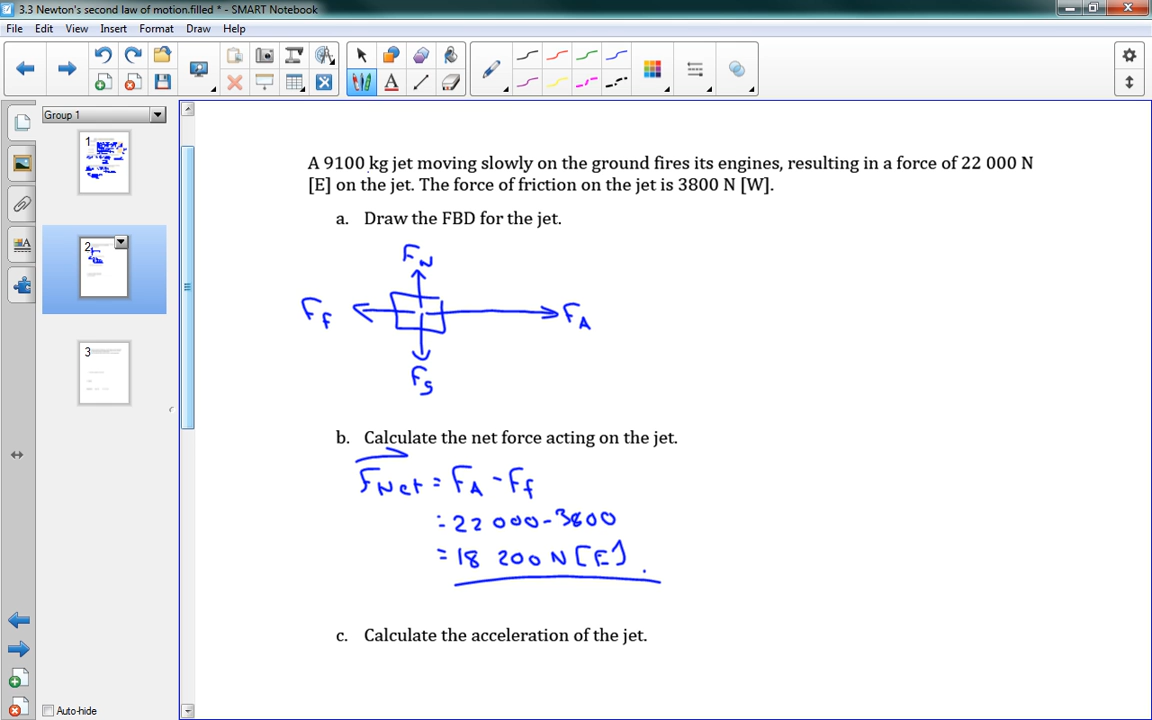 3.3 Newton's second law of motion.filled * - SMART Notebook
File Edit View Insert Format Draw Help
Group 1
1
2
3
A 9100 kg jet moving slowly on the ground fires its engines, resulting in a force of 22 000 N
[E] on the jet. The force of friction on the jet is 3800 N [W].
a. Draw the FBD for the jet.
FN
Ff
FA
Fg
b. Calculate the net force acting on the jet.
FNet = FA - Ff
= 22 000 - 3800
= 18 200 N [E]
c. Calculate the acceleration of the jet.
Auto-hide